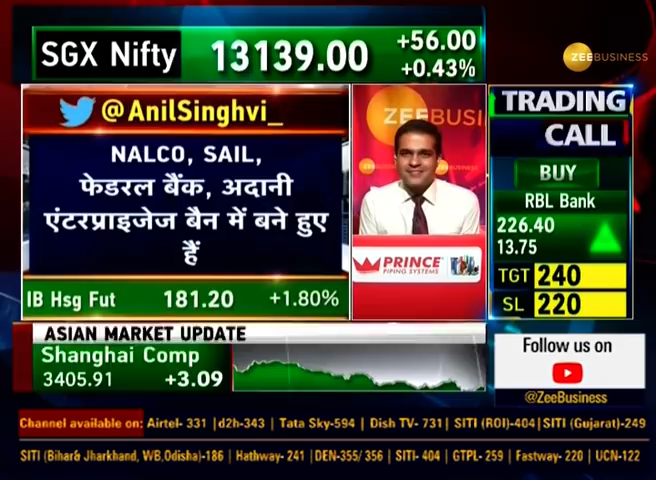 SGX Nifty 13139.00 +56.00
+0.43%
ZEEBUSINESS
@AnilSinghvi_
NALCO, SAIL,
फेडरल बैंक, अदानी
एंटरप्राइजेज बैन में बने हुए
हैं
IB Hsg Fut 181.20 +1.80%
ZEEBUSI
PRINCE
PIPING SYSTEMS
TRADING
CALL
BUY
RBL Bank
226.40
13.75
TGT 240
SL 220
ASIAN MARKET UPDATE
Shanghai Comp
3405.91 +3.09
Follow us on
@ZeeBusiness
Channel available on: Airtel- 331 | d2h-343 | Tata Sky-594 | Dish TV- 731 | SITI (ROI)-404 | SITI (Gujarat)-249
SITI (Bihar& Jharkhand, WB,Odisha)-186 | Hathway- 241 |DEN-355/ 356 | SITI- 404 | GTPL- 259 | Fastway- 220 | UCN-122